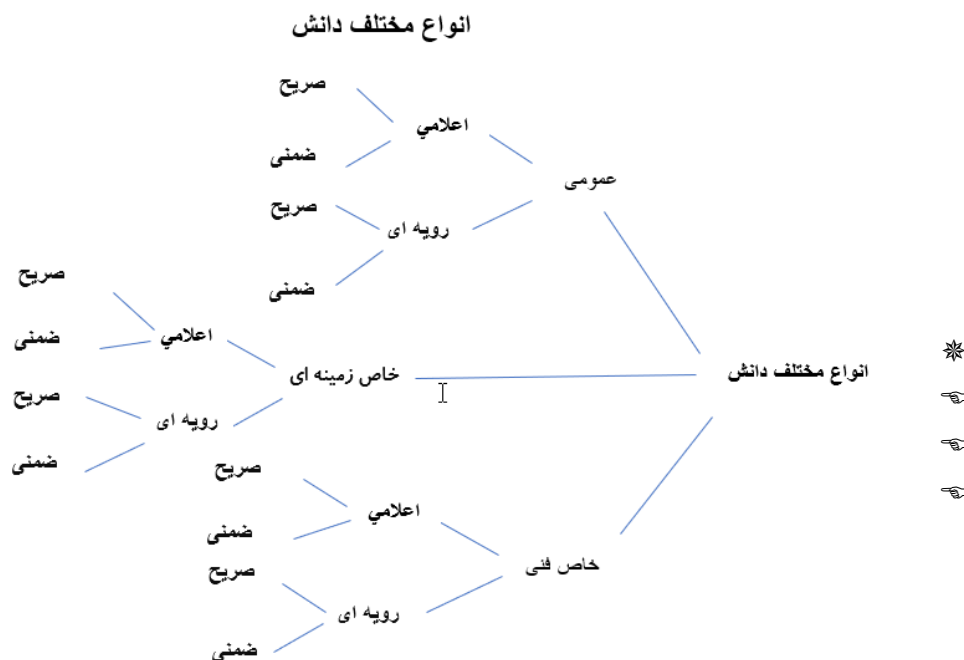 انواع مختلف دانش
صریح
اعلامي
ضمنی
عمومی
صریح
رویه ای
ضمنی
صریح
اعلامي
ضمنی
انواع مختلف دانش
خاص زمینه ای
صریح
رویه ای
ضمنی
صریح
اعلامي
ضمنی
خاص فنی
صریح
رویه ای
ضمنی